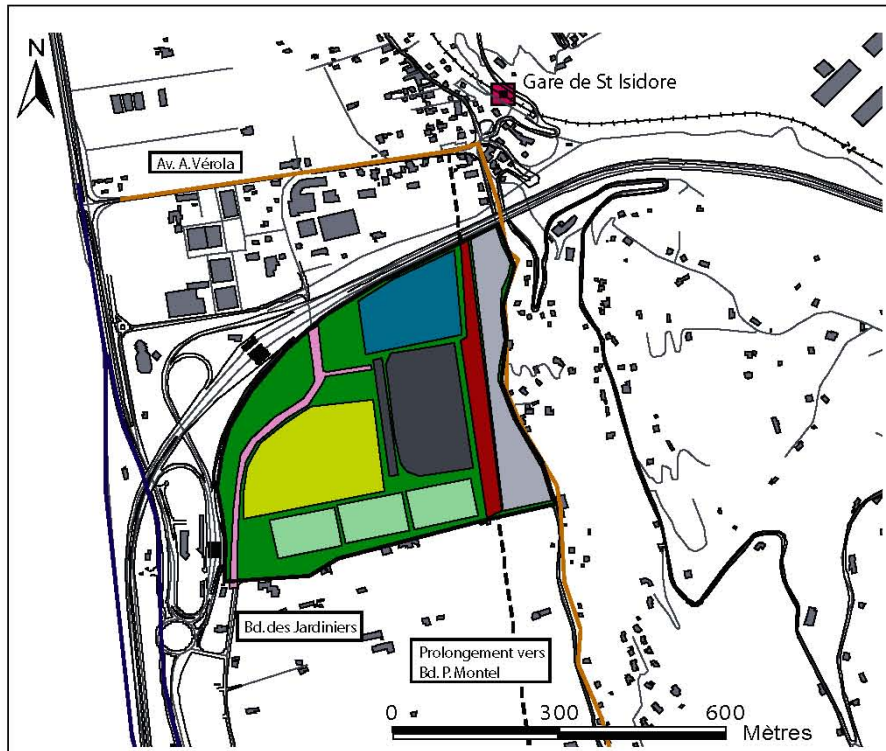 N
Gare de St Isidore
Av. A. Vérola
Bd. des Jardiniers
Prolongement vers
Bd. P. Montel
0 300 600
Mètres